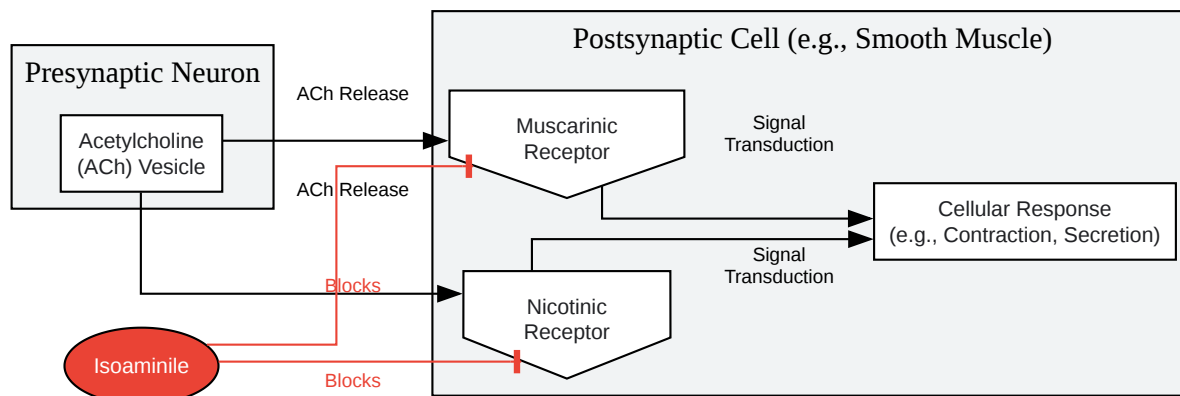 Postsynaptic Cell (e.g., Smooth Muscle)
Presynaptic Neuron
ACh Release
Acetylcholine
(ACh) Vesicle
Muscarinic
Receptor
Signal
Transduction
ACh Release
Cellular Response
(e.g., Contraction, Secretion)
Signal
Transduction
Blocks
Nicotinic
Receptor
Isoaminile
Blocks